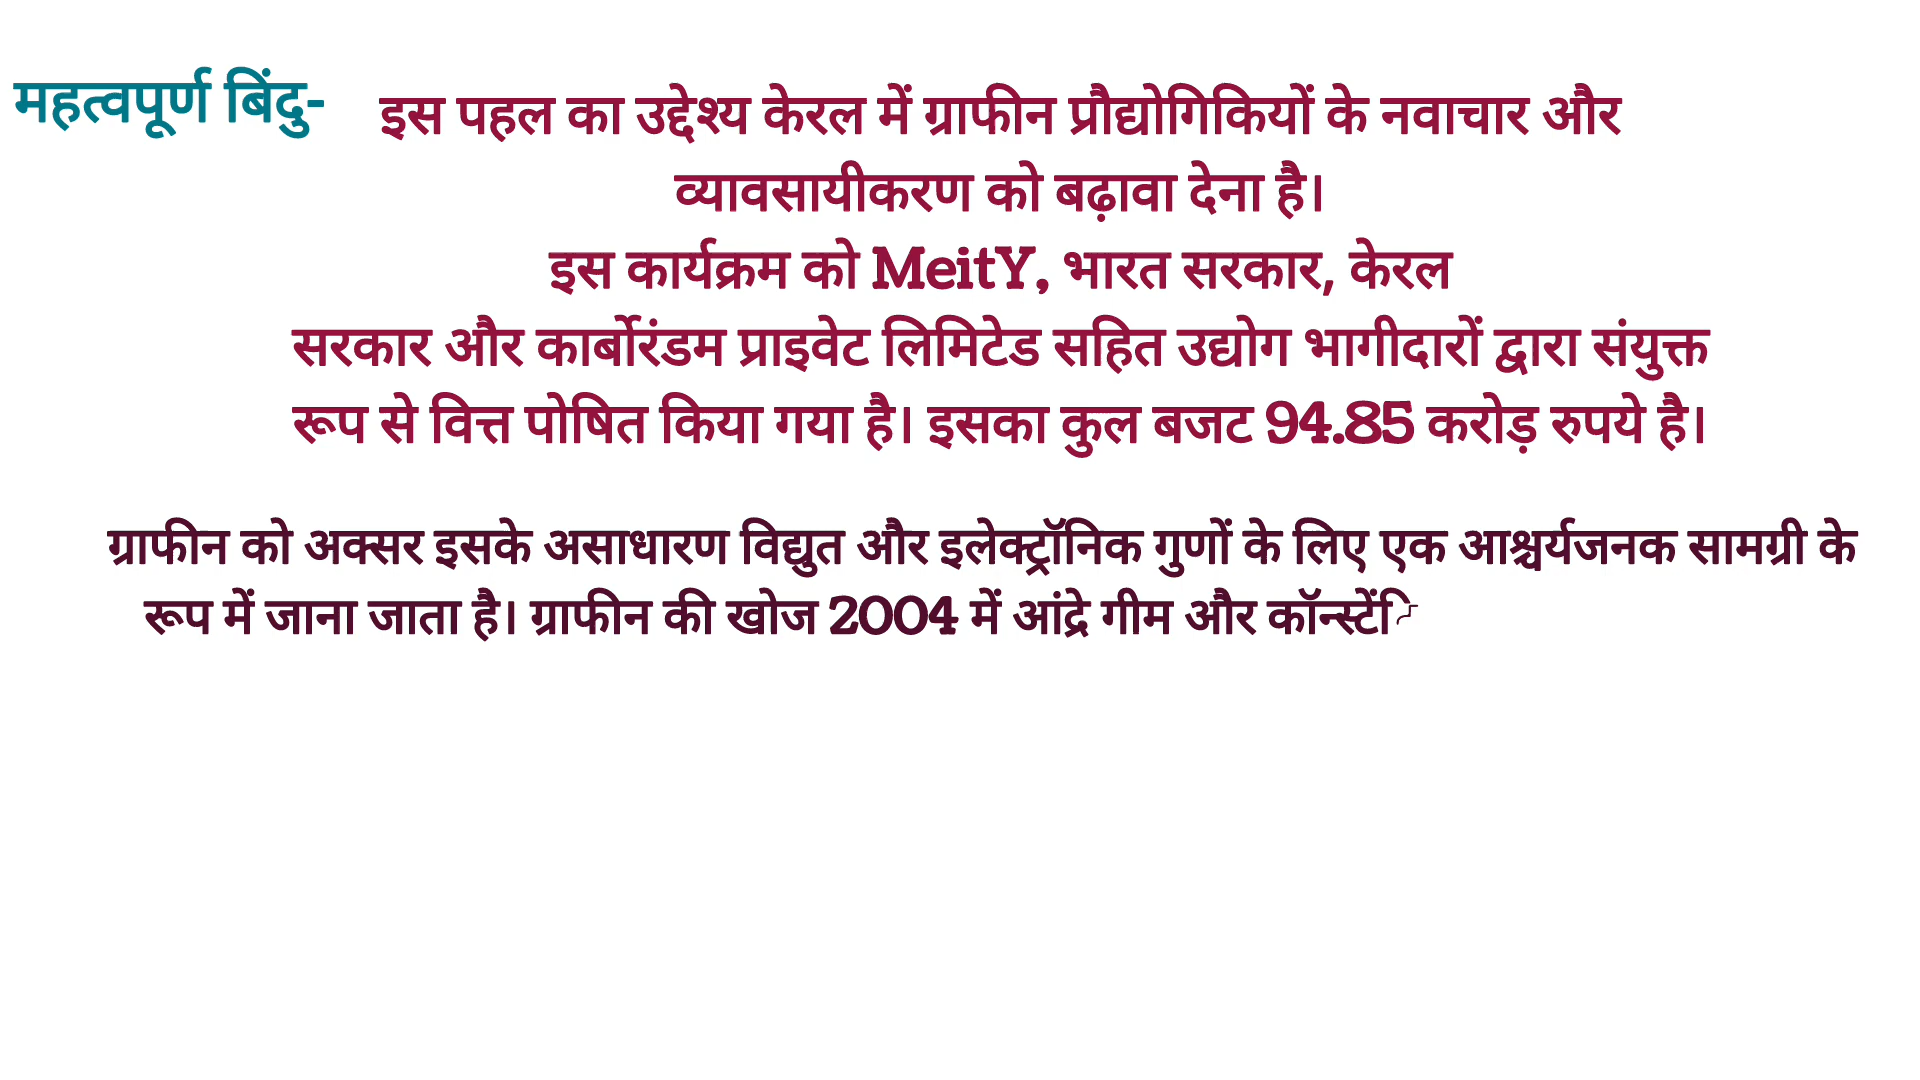 महत्वपूर्ण बिंदु-
इस पहल का उद्देश्य केरल में ग्राफीन प्रौद्योगिकियों के नवाचार और
व्यावसायीकरण को बढ़ावा देना है।
इस कार्यक्रम को MeitY, भारत सरकार, केरल
सरकार और कार्बोरंडम प्राइवेट लिमिटेड सहित उद्योग भागीदारों द्वारा संयुक्त
रूप से वित्त पोषित किया गया है। इसका कुल बजट 94.85 करोड़ रुपये है।
ग्राफीन को अक्सर इसके असाधारण विद्युत और इलेक्ट्रॉनिक गुणों के लिए एक आश्चर्यजनक सामग्री के
रूप में जाना जाता है। ग्राफीन की खोज 2004 में आंद्रे गीम और